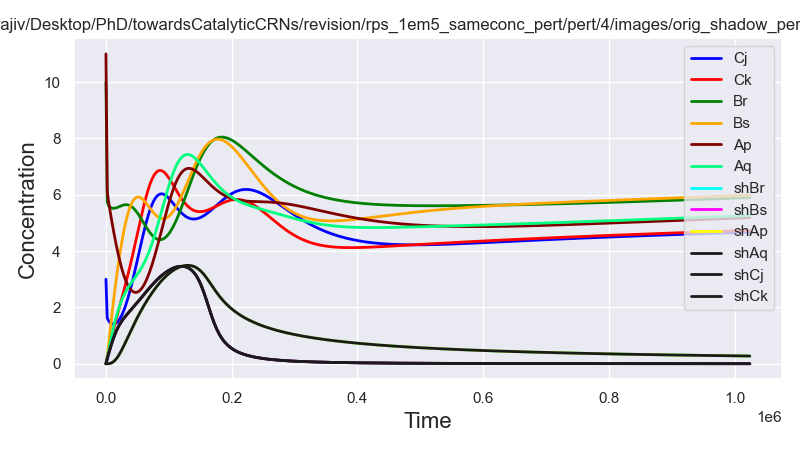 rajiv/Desktop/PhD/towardsCatalyticCRNs/revision/rps_1em5_sameconc_pert/pert/4/images/orig_shadow_per
Concentration
10
8
6
4
2
0
Cj
Ck
Br
Bs
Ap
Aq
shBr
shBs
shAp
shAq
shCj
shCk
0.0 0.2 0.4 0.6 0.8 1.0
1e6
Time